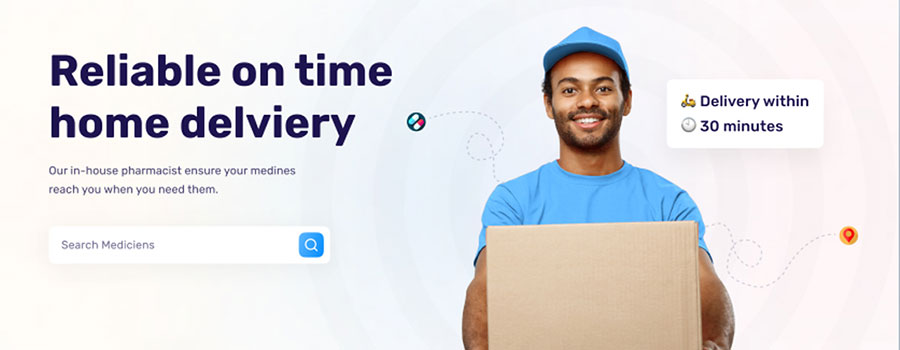 Reliable on time
home delviery
Our in-house pharmacist ensure your medines
reach you when you need them.
Search Mediciens
Delivery within
30 minutes